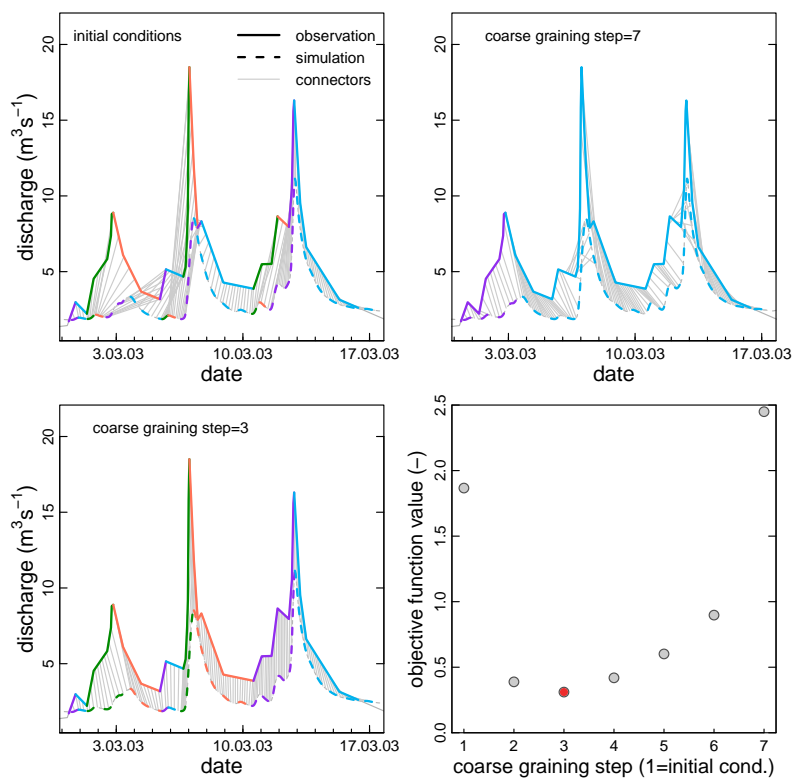 initial conditions
observation
simulation
connectors
discharge (m³s⁻¹)
5 10 15 20
3.03.03 10.03.03 17.03.03
date
coarse graining step=7
5 10 15 20
3.03.03 10.03.03 17.03.03
date
coarse graining step=3
discharge (m³s⁻¹)
5 10 15 20
3.03.03 10.03.03 17.03.03
date
objective function value (−)
0.0 0.5 1.0 1.5 2.0 2.5
1 2 3 4 5 6 7
coarse graining step (1=initial cond.)